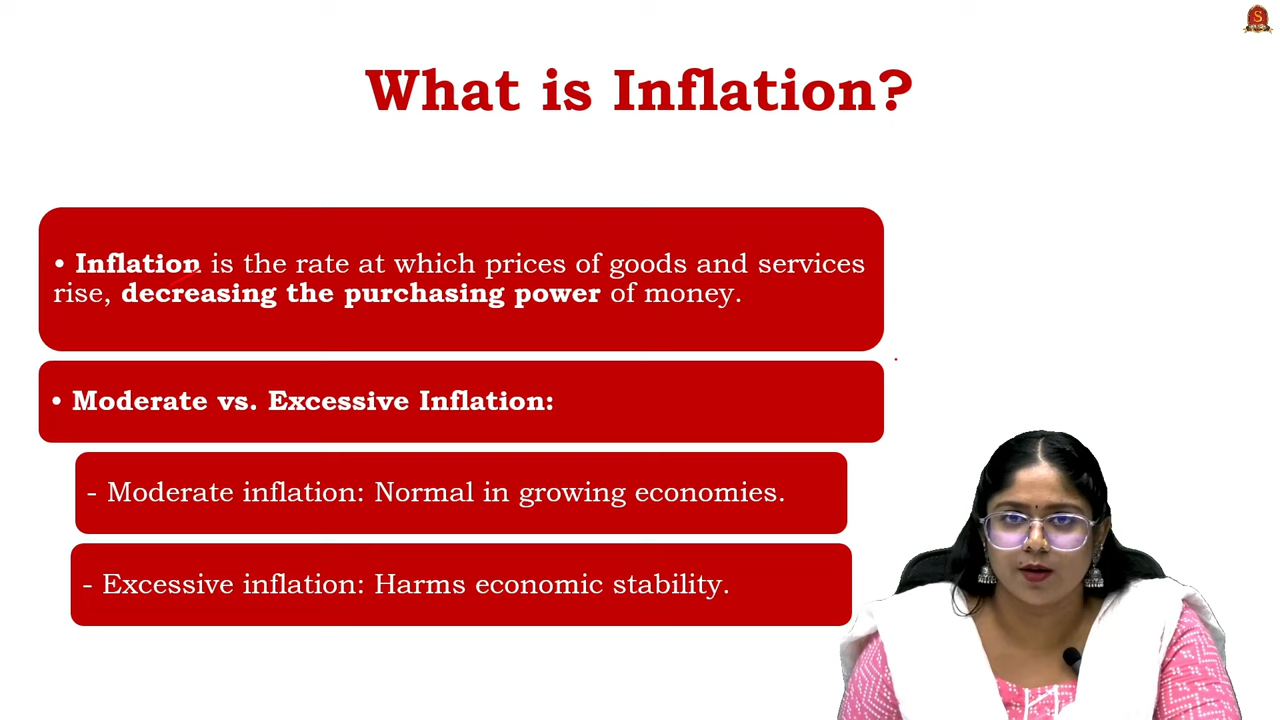 What is Inflation?
• Inflation is the rate at which prices of goods and services
rise, decreasing the purchasing power of money.
• Moderate vs. Excessive Inflation:
- Moderate inflation: Normal in growing economies.
- Excessive inflation: Harms economic stability.
S